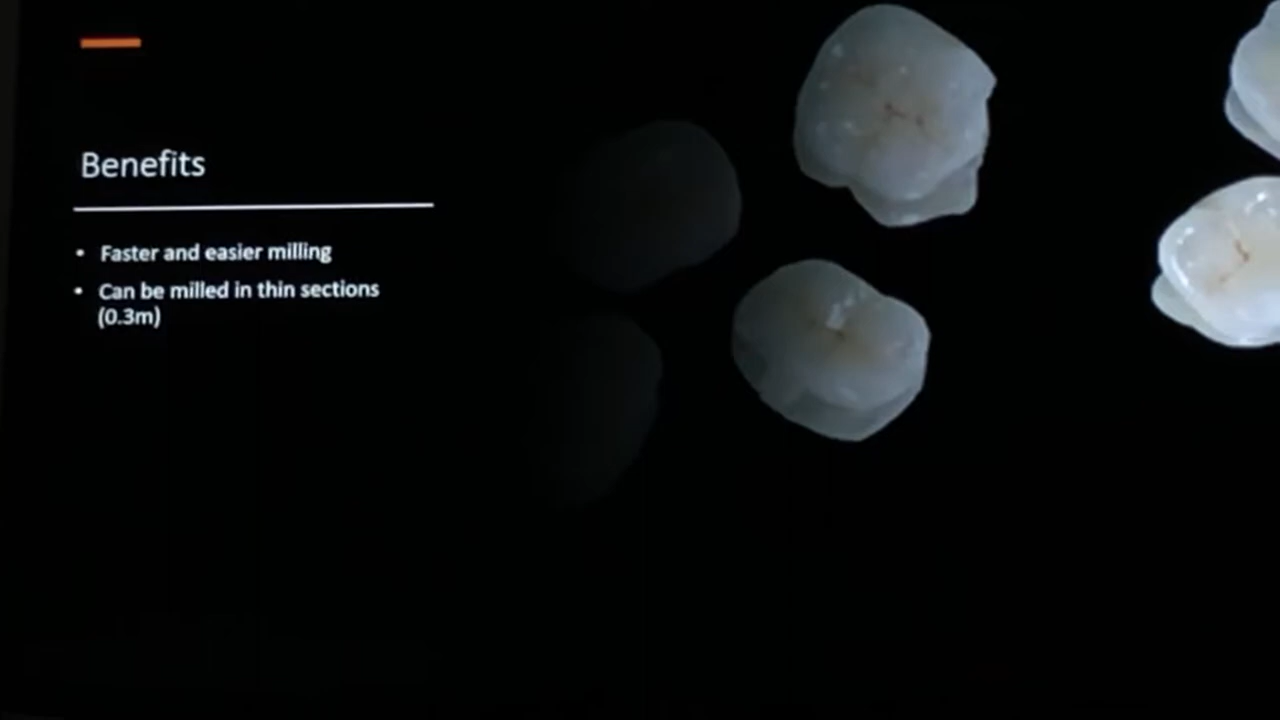 Benefits
• Faster and easier milling
• Can be milled in thin sections
(0.3m)